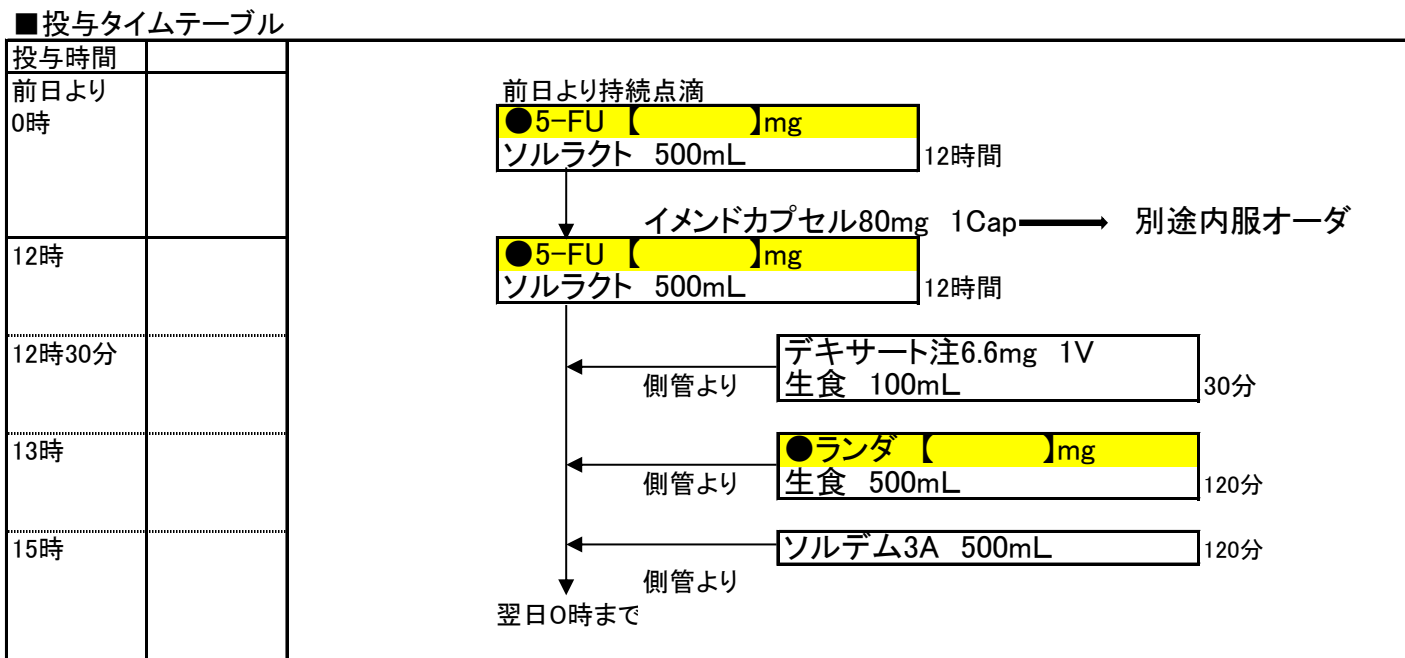 ■投与タイムテーブル
投与時間
前日より
0時
前日より持続点滴
●5-FU 【　　　　】mg
ソルラクト 500mL
12時間
イメンドカプセル80mg 1Cap 別途内服オーダ
12時
●5-FU 【　　　　】mg
ソルラクト 500mL
12時間
12時30分
デキサート注6.6mg 1V
生食 100mL
側管より
30分
13時
●ランダ 【　　　　】mg
生食 500mL
側管より
120分
15時
ソルデム3A 500mL
120分
側管より
翌日0時まで